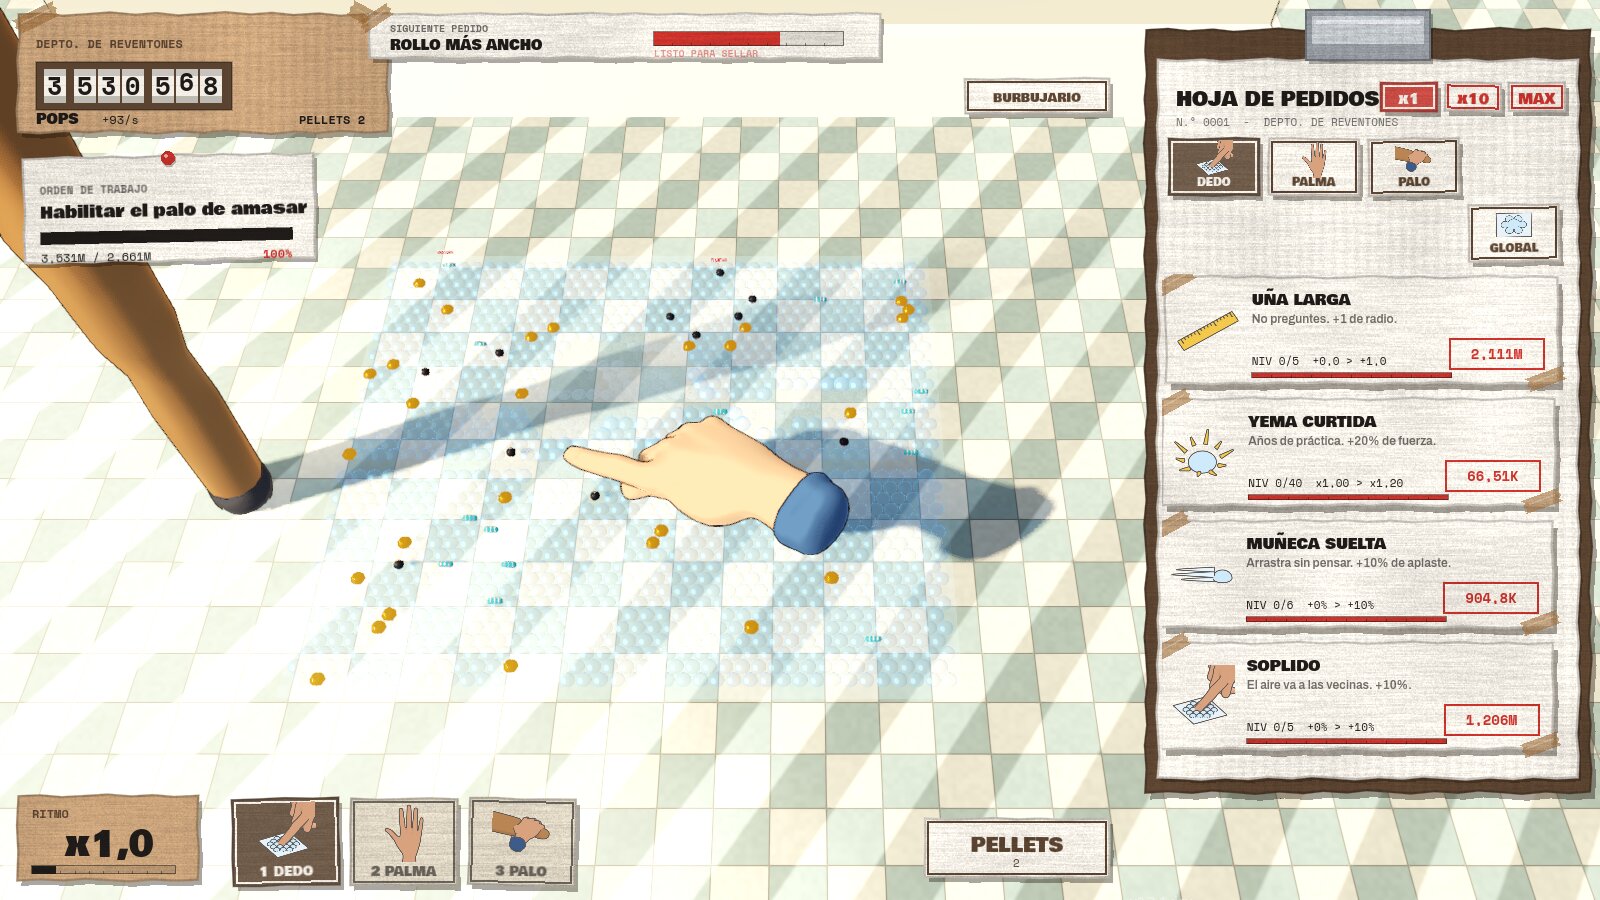 DEPTO. DE REVENTONES
3 530 568
POPS +93/s PELLETS 2
SIGUIENTE PEDIDO
ROLLO MÁS ANCHO
LISTO PARA SELLAR
BURBUJARIO
ORDEN DE TRABAJO
Habilitar el palo de amasar
3,531M / 2,661M 100%
HOJA DE PEDIDOS x1 x10 MAX
N.° 0001 - DEPTO. DE REVENTONES
DEDO PALMA PALO
GLOBAL
UÑA LARGA
No preguntes. +1 de radio.
NIV 0/5 +0,0 > +1,0 2,111M
YEMA CURTIDA
Años de práctica. +20% de fuerza.
NIV 0/40 x1,00 > x1,20 66,51K
MUÑECA SUELTA
Arrastra sin pensar. +10% de aplaste.
NIV 0/6 +0% > +10% 904,8K
SOPLIDO
El aire va a las vecinas. +10%.
NIV 0/5 +0% > +10% 1,206M
RITMO
x1,0
1 DEDO 2 PALMA 3 PALO
PELLETS
2